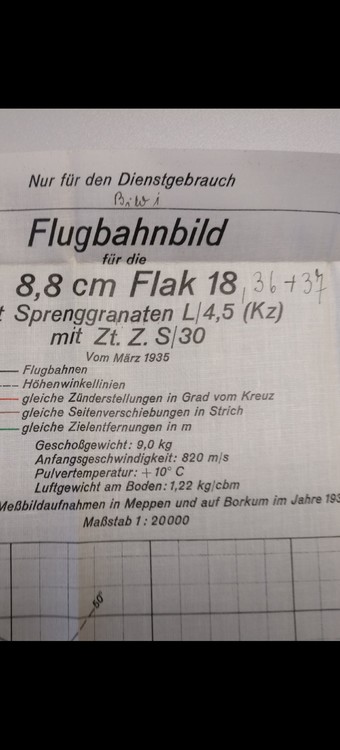 Nur für den Dienstgebrauch
Flugbahnbild
für die
8,8 cm Flak 18, 36 + 37
t Sprenggranaten L/4,5 (Kz)
mit Zt. Z. S/30
Vom März 1935
Flugbahnen
Höhenwinkellinien
gleiche Zünderstellungen in Grad vom Kreuz
gleiche Seitenverschiebungen in Strich
gleiche Zielentfernungen in m
Geschoßgewicht: 9,0 kg
Anfangsgeschwindigkeit: 820 m/s
Pulvertemperatur: +10° C
Luftgewicht am Boden: 1,22 kg/cbm
Meßbildaufnahmen in Meppen und auf Borkum im Jahre 193
Maßstab 1 : 20000
60°